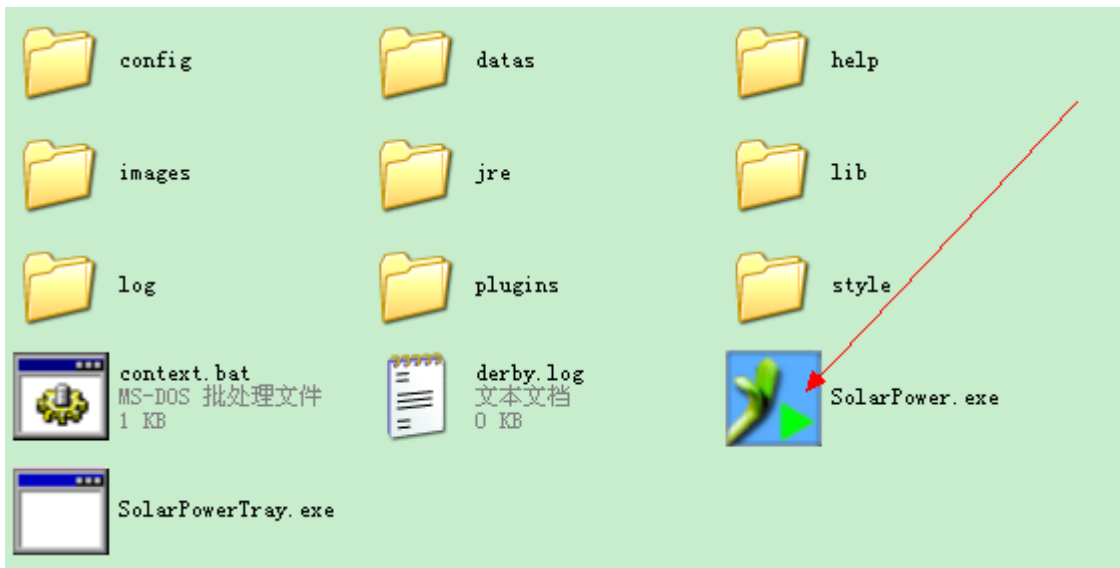 config
datas
help
images
jre
lib
log
plugins
style
context.bat
MS-DOS 批处理文件
1 KB
derby.log
文本文档
0 KB
SolarPower.exe
SolarPowerTray.exe